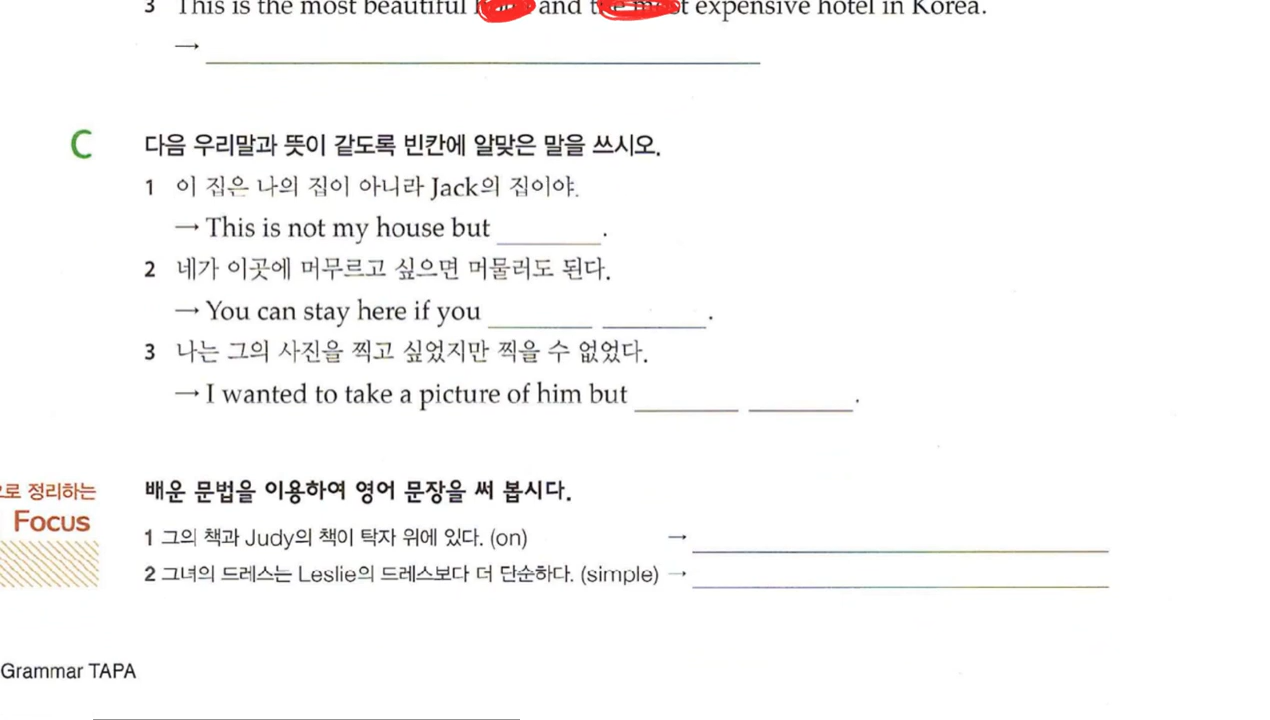 3 This is the most beautiful and expensive hotel in Korea.
→
C 다음 우리말과 뜻이 같도록 빈칸에 알맞은 말을 쓰시오.
1 이 집은 나의 집이 아니라 Jack의 집이야.
→ This is not my house but ________.
2 네가 이곳에 머무르고 싶으면 머물러도 된다.
→ You can stay here if you ________ ________.
3 나는 그의 사진을 찍고 싶었지만 찍을 수 없었다.
→ I wanted to take a picture of him but ________ ________.
로 정리하는
Focus
배운 문법을 이용하여 영어 문장을 써 봅시다.
1 그의 책과 Judy의 책이 탁자 위에 있다. (on) →
2 그녀의 드레스는 Leslie의 드레스보다 더 단순하다. (simple) →
Grammar TAPA